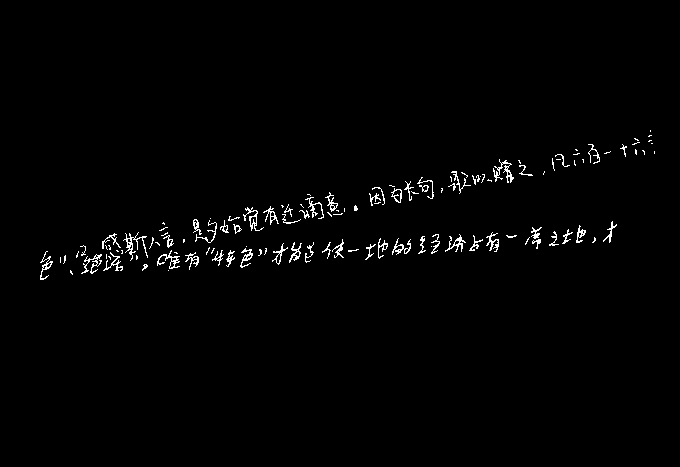 感斯人言,是夕始觉有迁谪意。因为长句,歌以赠之,凡六百一十六言
色”、绝。唯有“特色”才能使一地的经济占有一席之地,才